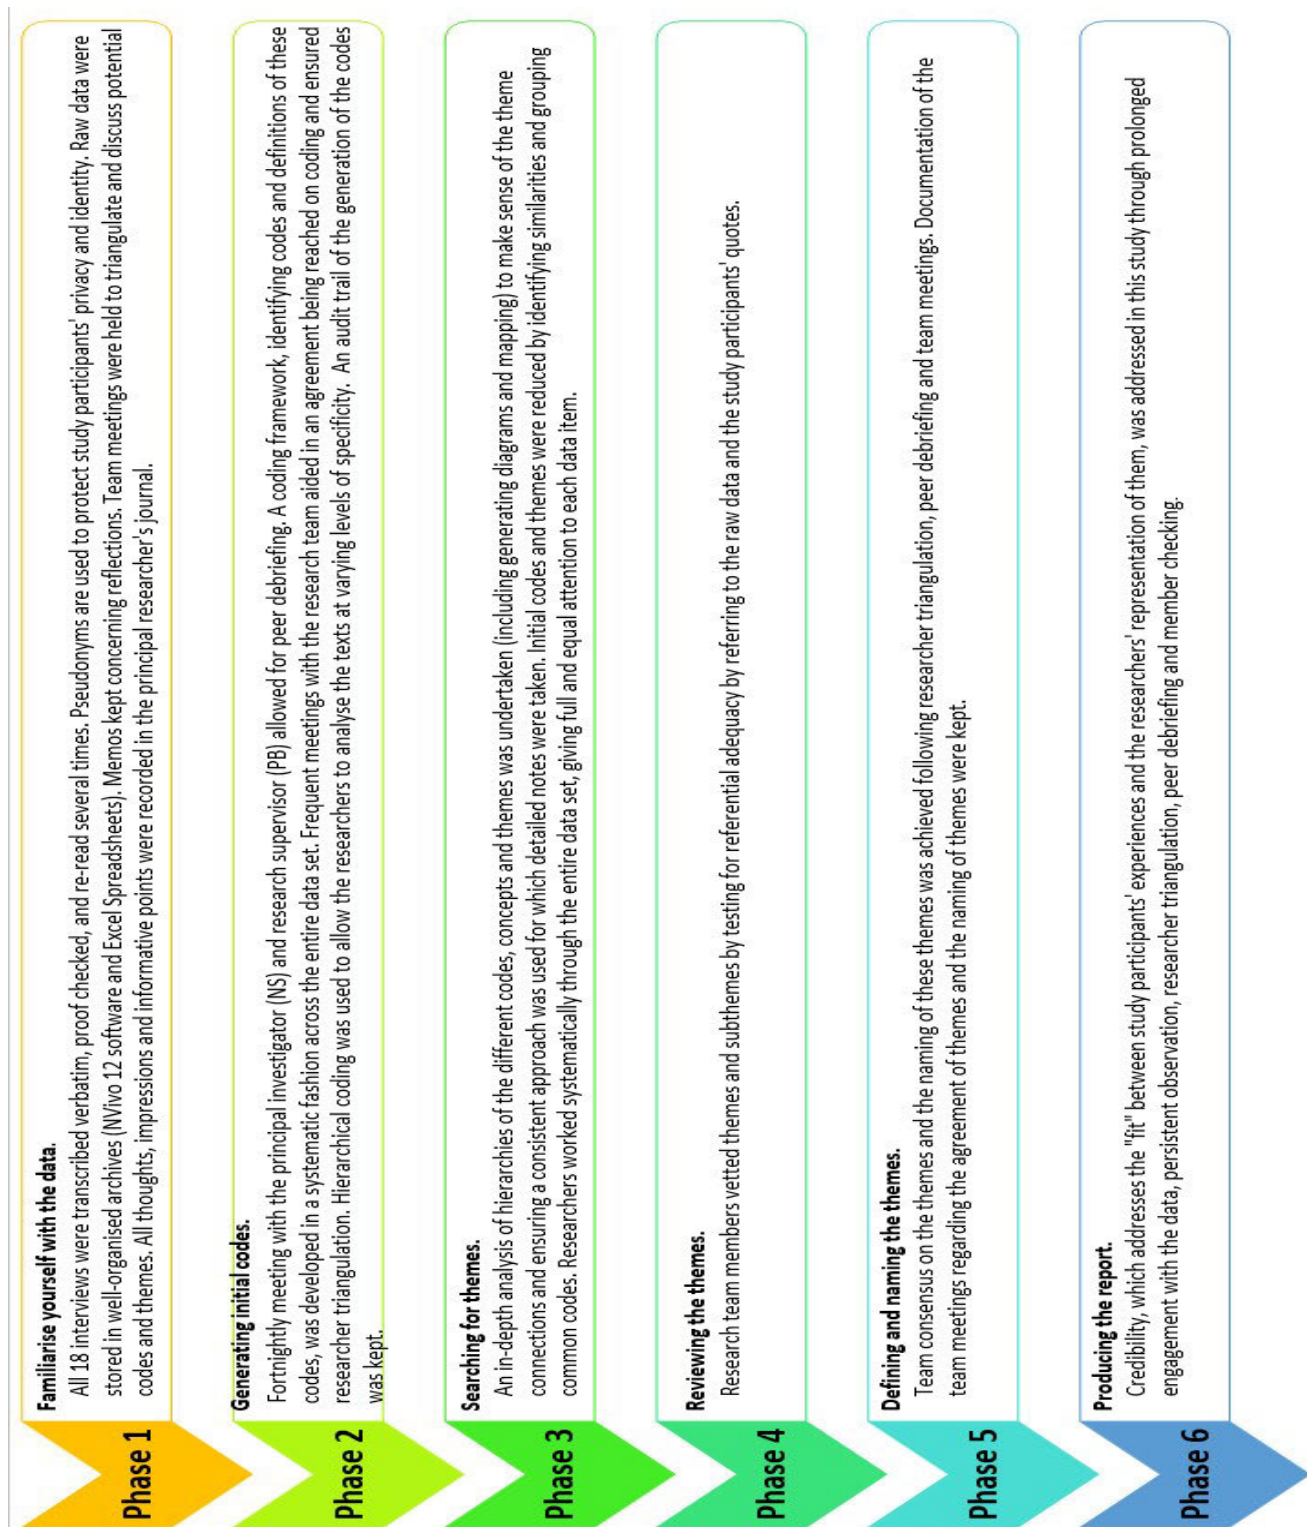 Phase 1
Familiarise yourself with the data.
All 18 interviews were transcribed verbatim, proof checked, and re-read several times. Pseudonyms are used to protect study participants' privacy and identity. Raw data were
stored in well-organised archives (NVivo 12 software and Excel Spreadsheets). Memos kept concerning reflections. Team meetings were held to triangulate and discuss potential
codes and themes. All thoughts, impressions and informative points were recorded in the principal researcher's journal.
Phase 2
Generating initial codes.
Fortnightly meeting with the principal investigator (NS) and research supervisor (PB) allowed for peer debriefing. A coding framework, identifying codes and definitions of these
codes, was developed in a systematic fashion across the entire data set. Frequent meetings with the research team aided in an agreement being reached on coding and ensured
researcher triangulation. Hierarchical coding was used to allow the researchers to analyse the texts at varying levels of specificity. An audit trail of the generation of the codes
was kept.
Phase 3
Searching for themes.
An in-depth analysis of hierarchies of the different codes, concepts and themes was undertaken (including generating diagrams and mapping) to make sense of the theme
connections and ensuring a consistent approach was used for which detailed notes were taken. Initial codes and themes were reduced by identifying similarities and grouping
common codes. Researchers worked systematically through the entire data set, giving full and equal attention to each data item.
Phase 4
Reviewing the themes.
Research team members vetted themes and subthemes by testing for referential adequacy by referring to the raw data and the study participants' quotes.
Phase 5
Defining and naming the themes.
Team consensus on the themes and the naming of these themes was achieved following researcher triangulation, peer debriefing and team meetings. Documentation of the
team meetings regarding the agreement of themes and the naming of themes were kept.
Phase 6
Producing the report.
Credibility, which addresses the "fit" between study participants' experiences and the researchers' representation of them, was addressed in this study through prolonged
engagement with the data, persistent observation, researcher triangulation, peer debriefing and member checking.